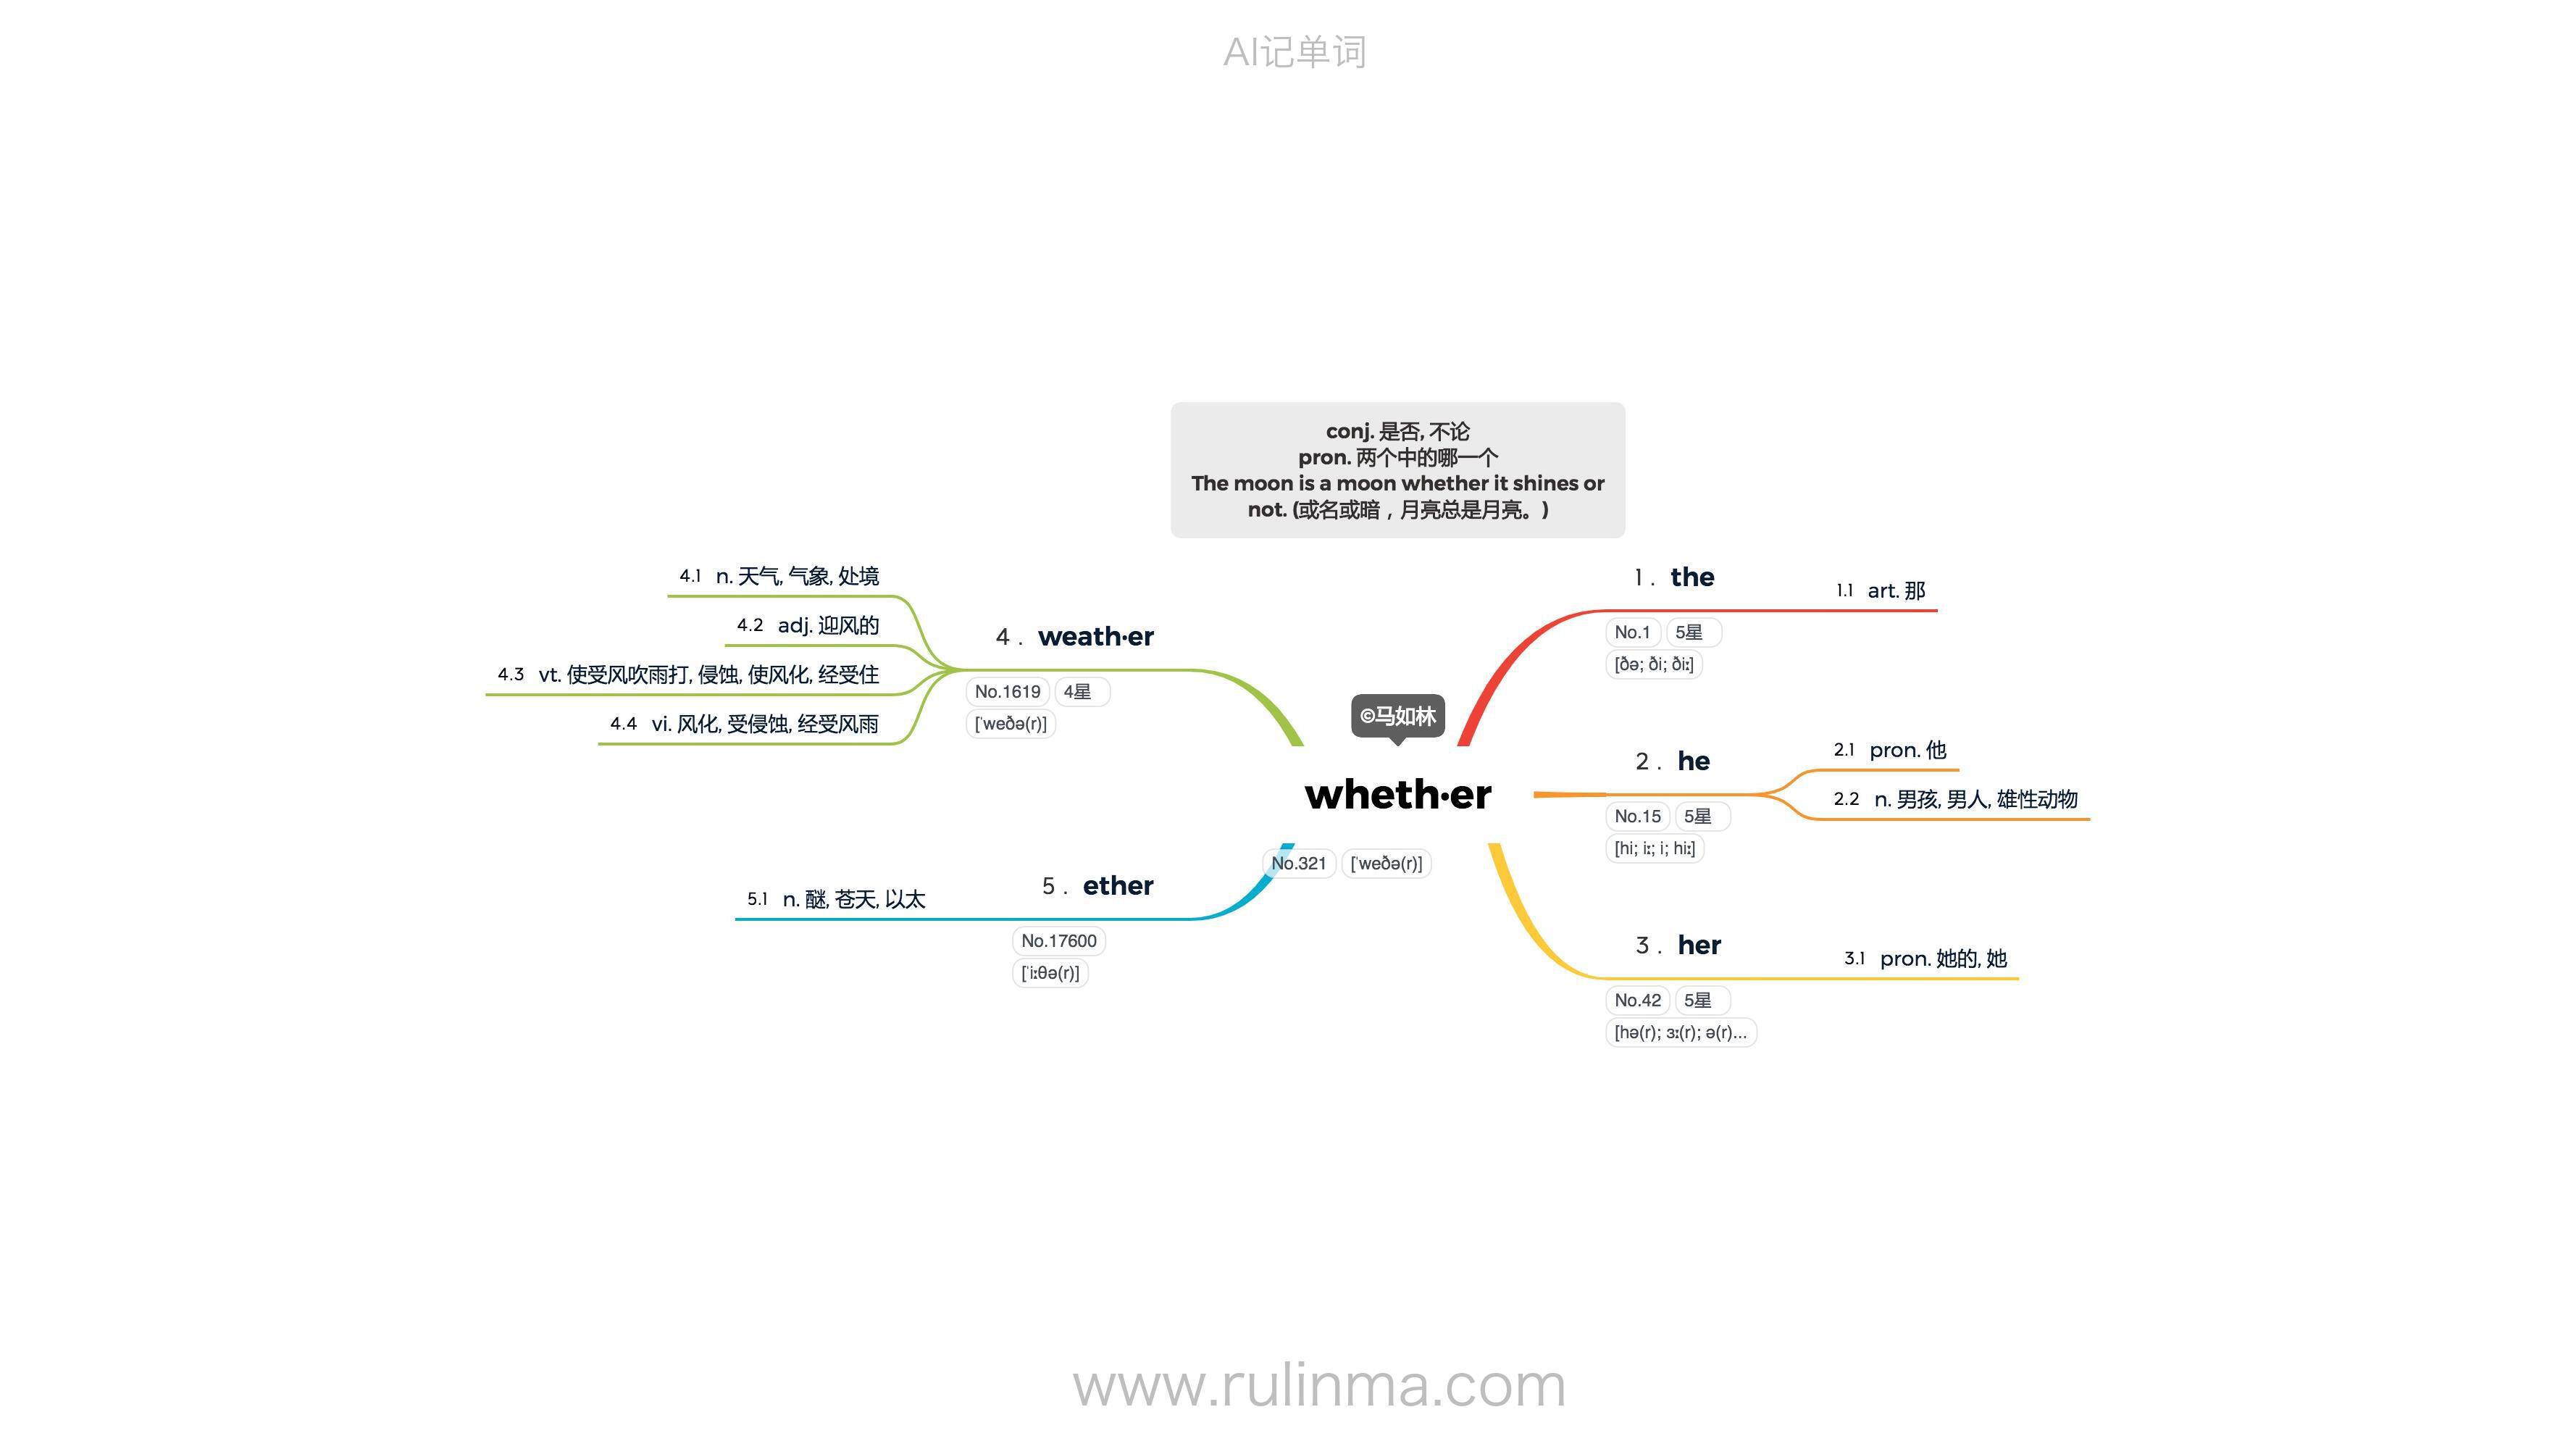 AI记单词
conj. 是否, 不论
pron. 两个中的哪一个
The moon is a moon whether it shines or
not. (或名或暗，月亮总是月亮。)
©马如林
wheth·er
No.321 [ˈweðə(r)]
1. the
No.1 5星
[ðə; ði; ðiː]
1.1 art. 那
2. he
No.15 5星
[hi; iː; i; hiː]
2.1 pron. 他
2.2 n. 男孩, 男人, 雄性动物
3. her
No.42 5星
[hə(r); ɜː(r); ə(r)...
3.1 pron. 她的, 她
4. weath·er
No.1619 4星
[ˈweðə(r)]
4.1 n. 天气, 气象, 处境
4.2 adj. 迎风的
4.3 vt. 使受风吹雨打, 侵蚀, 使风化, 经受住
4.4 vi. 风化, 受侵蚀, 经受风雨
5. ether
No.17600
[ˈiːθə(r)]
5.1 n. 醚, 苍天, 以太
www.rulinma.com